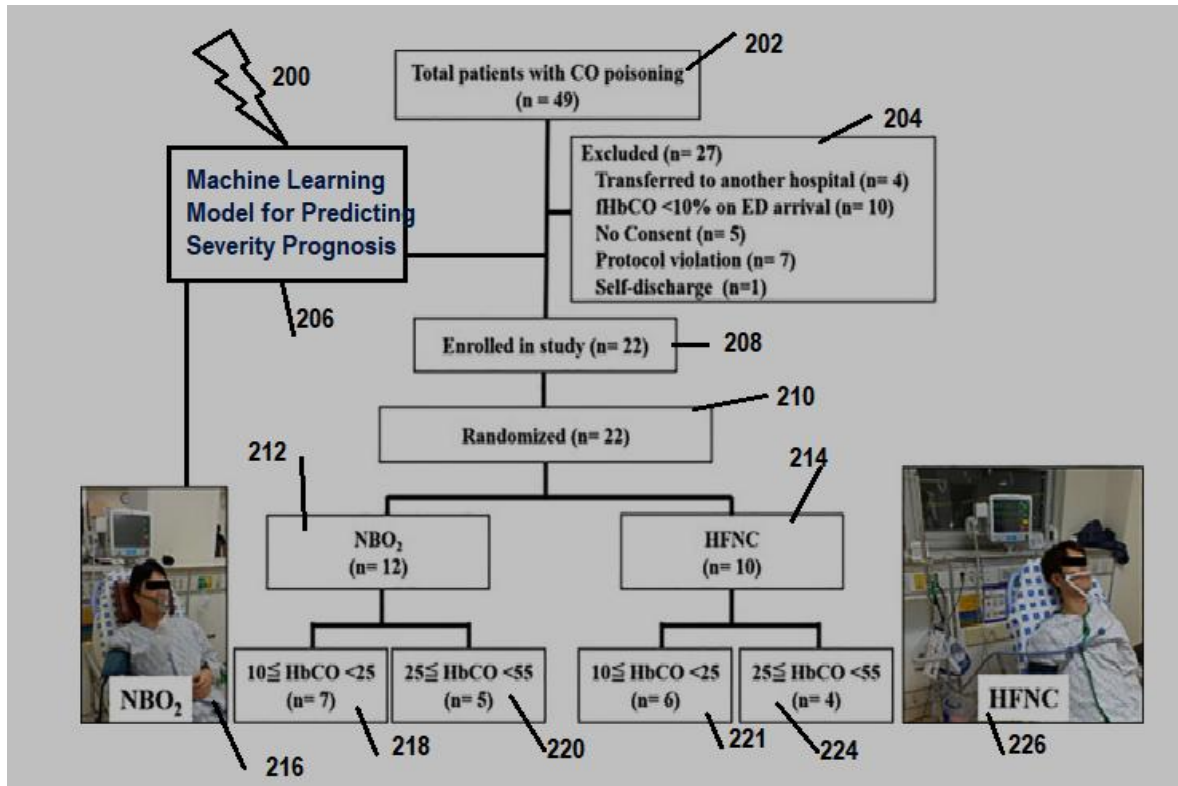 200
202
Total patients with CO poisoning
(n = 49)
204
Machine Learning
Model for Predicting
Severity Prognosis
Excluded (n= 27)
Transferred to another hospital (n= 4)
fHbCO <10% on ED arrival (n= 10)
No Consent (n= 5)
Protocol violation (n= 7)
Self-discharge (n=1)
206
Enrolled in study (n= 22)
208
210
Randomized (n= 22)
212
214
NBO₂
(n= 12)
HFNC
(n= 10)
10≦ HbCO <25
(n= 7)
25≦ HbCO <55
(n= 5)
10≦ HbCO <25
(n= 6)
25≦ HbCO <55
(n= 4)
NBO₂
HFNC
216
218
220
221
224
226